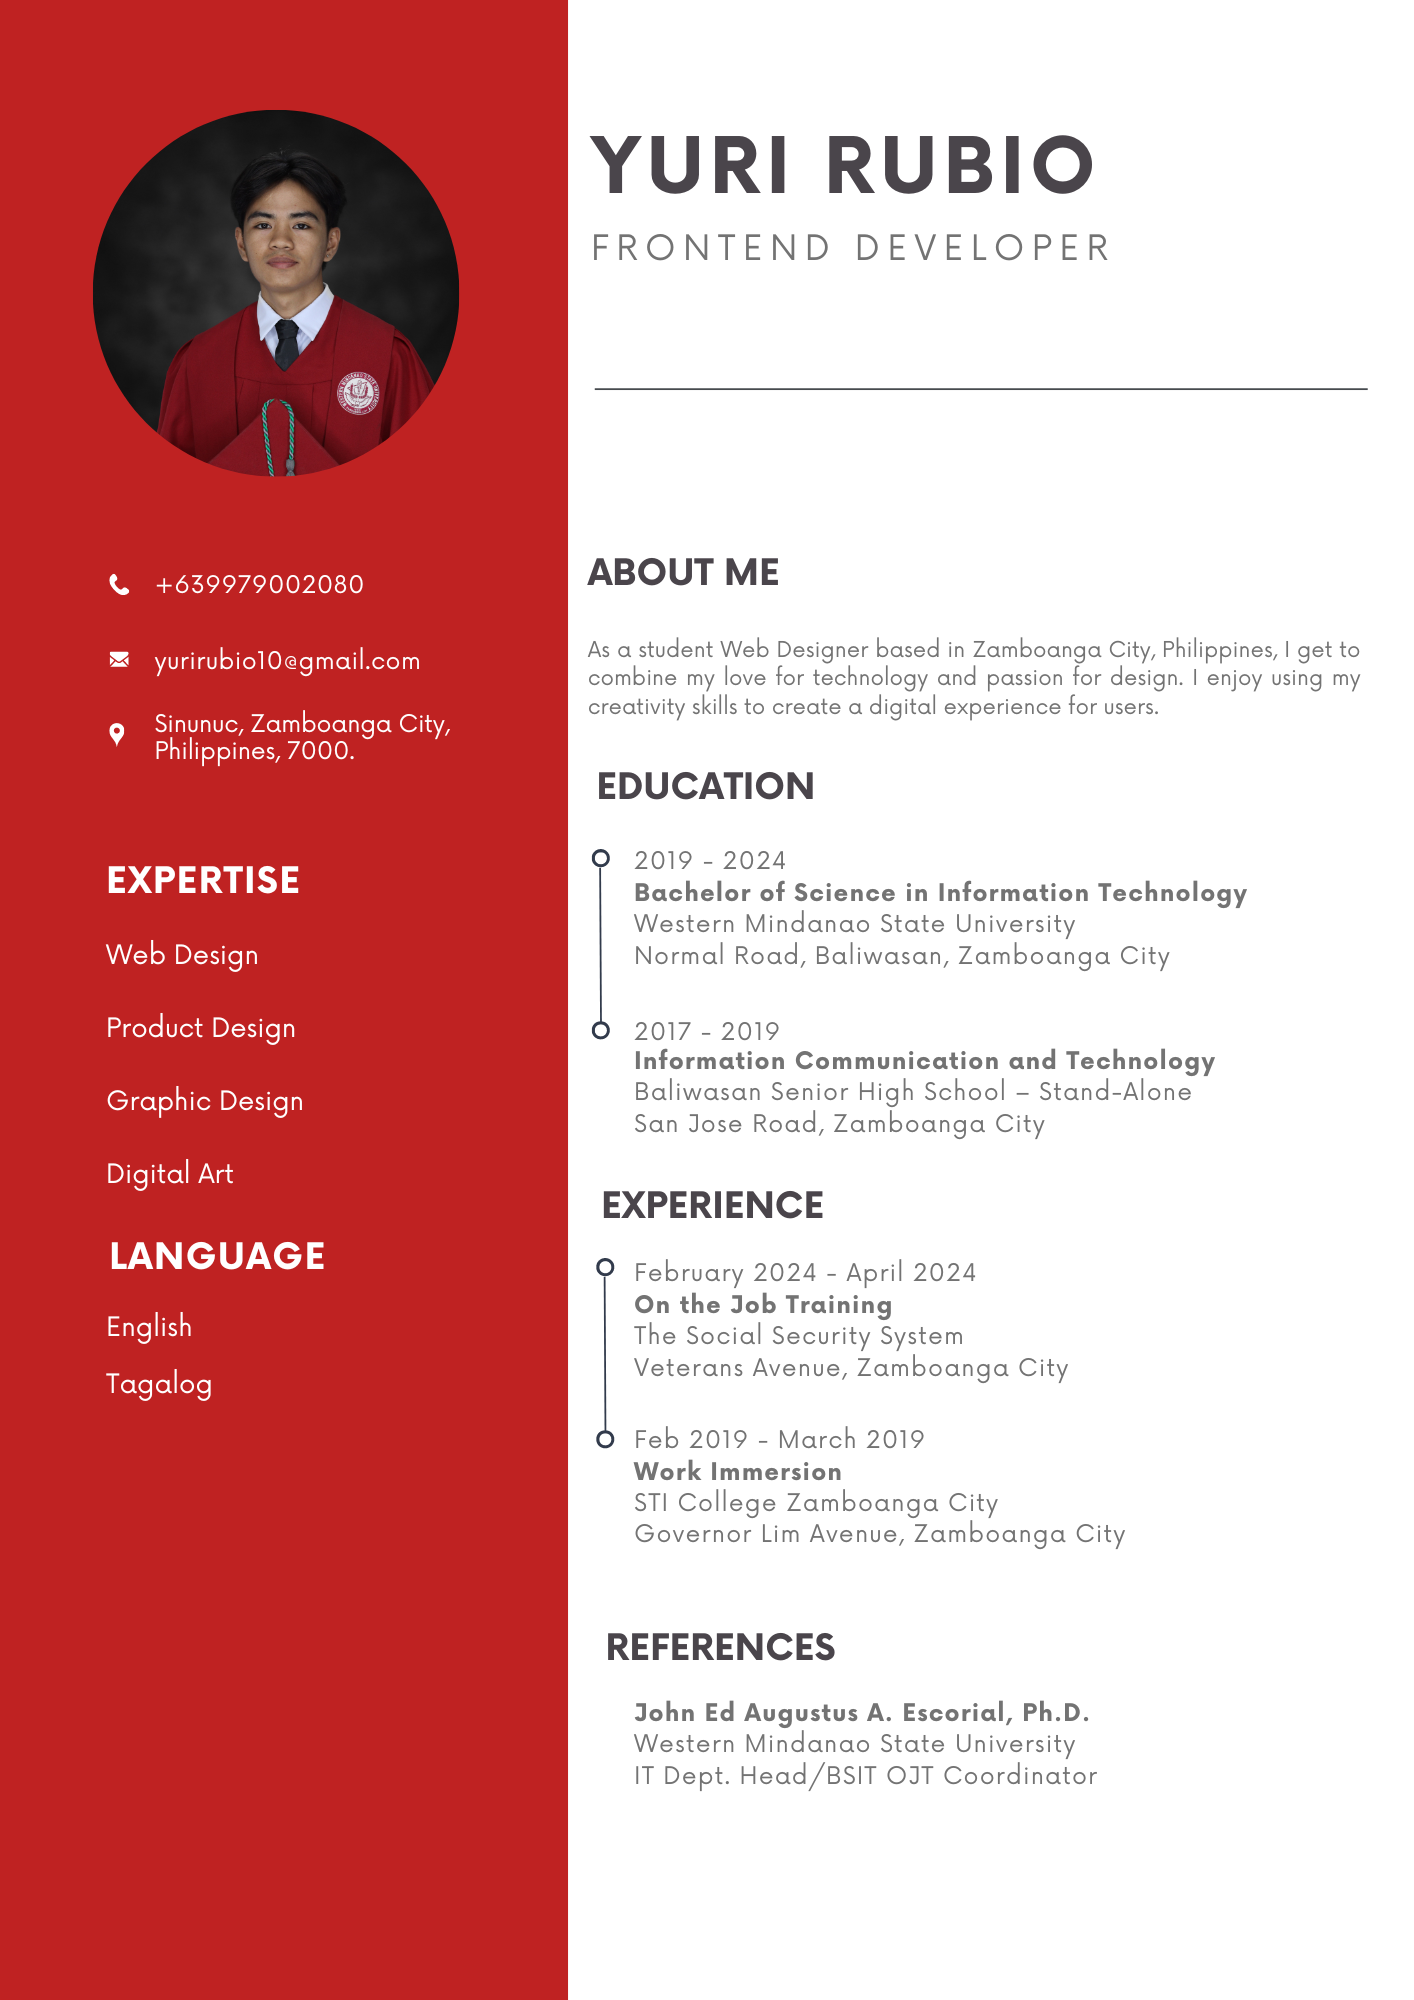 YURI RUBIO
FRONTEND DEVELOPER
+639979002080
yurirubio10@gmail.com
Sinunuc, Zamboanga City,
Philippines, 7000.
EXPERTISE
Web Design
Product Design
Graphic Design
Digital Art
LANGUAGE
English
Tagalog
ABOUT ME
As a student Web Designer based in Zamboanga City, Philippines, I get to
combine my love for technology and passion for design. I enjoy using my
creativity skills to create a digital experience for users.
EDUCATION
2019 - 2024
Bachelor of Science in Information Technology
Western Mindanao State University
Normal Road, Baliwasan, Zamboanga City
2017 - 2019
Information Communication and Technology
Baliwasan Senior High School – Stand-Alone
San Jose Road, Zamboanga City
EXPERIENCE
February 2024 - April 2024
On the Job Training
The Social Security System
Veterans Avenue, Zamboanga City
Feb 2019 - March 2019
Work Immersion
STI College Zamboanga City
Governor Lim Avenue, Zamboanga City
REFERENCES
John Ed Augustus A. Escorial, Ph.D.
Western Mindanao State University
IT Dept. Head/BSIT OJT Coordinator